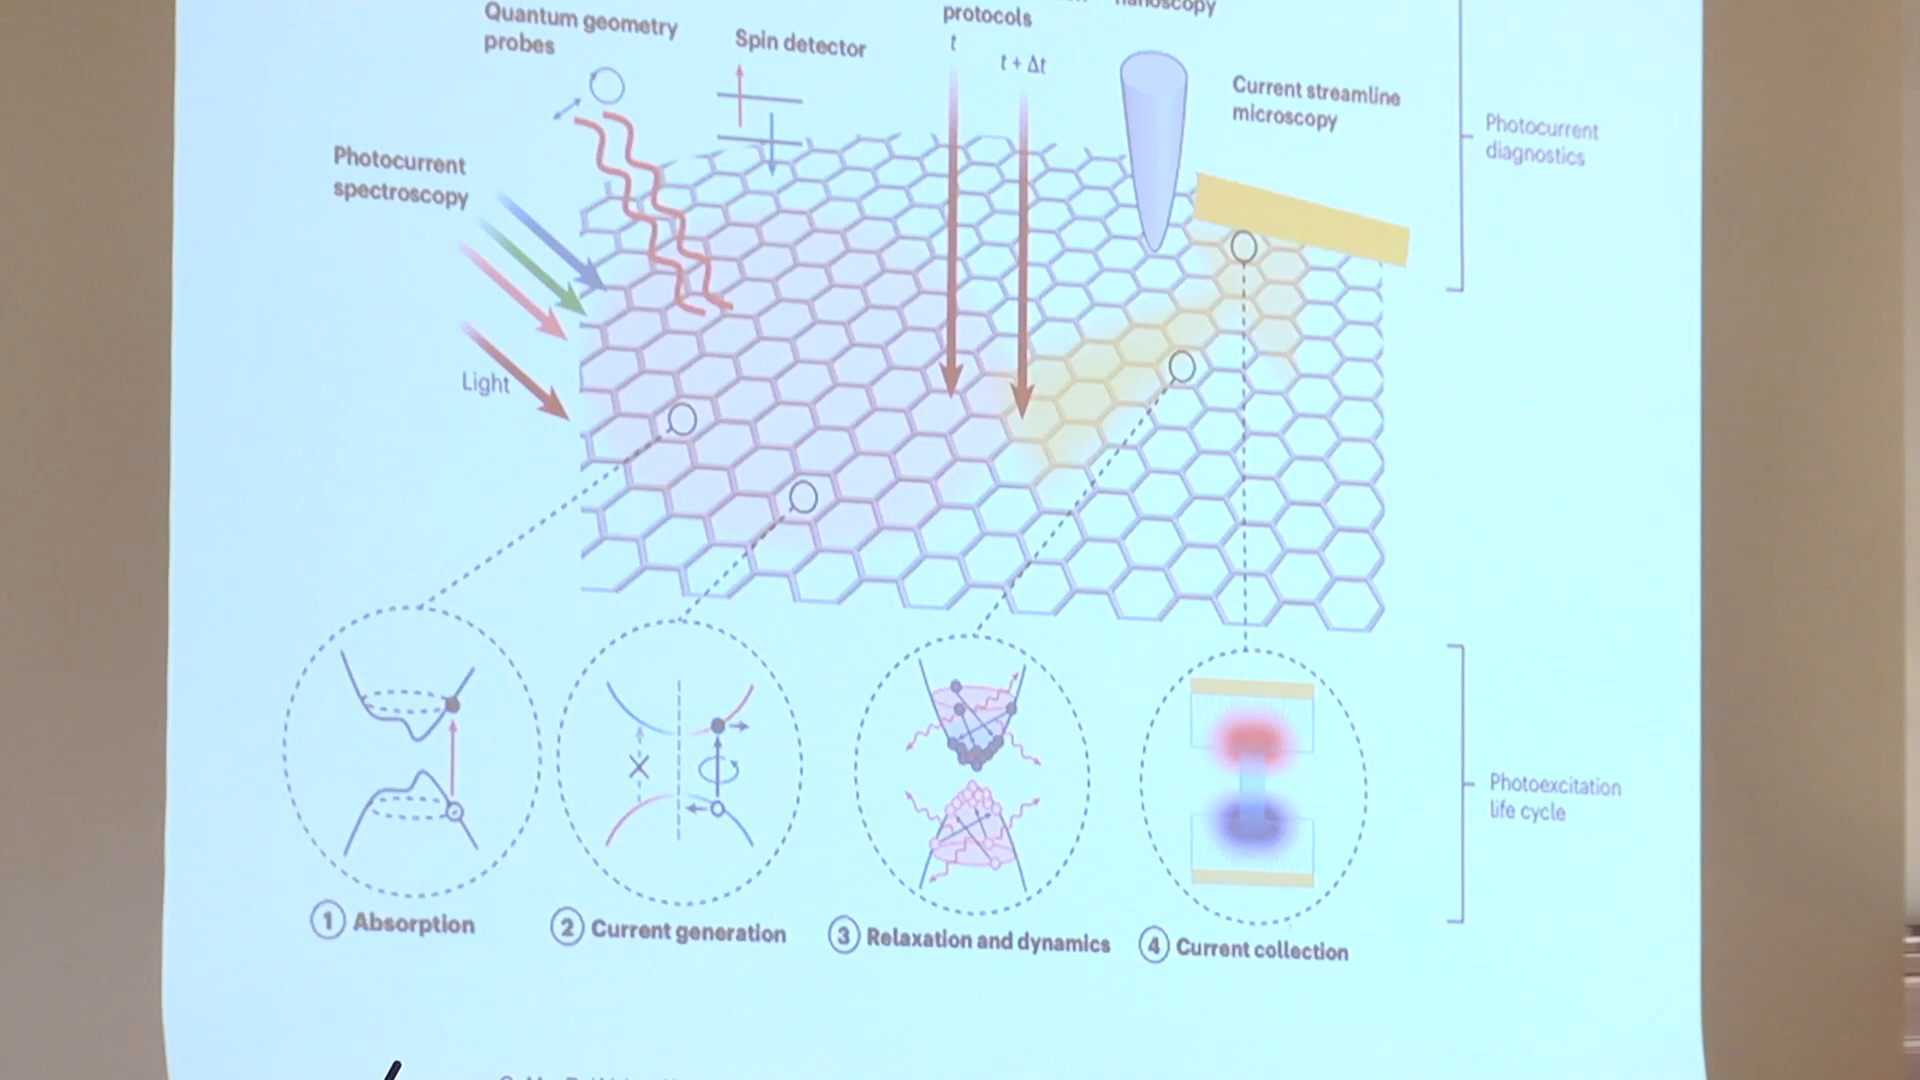 protocols
Quantum geometry
probes
Spin detector
t
t + Δt
Current streamline
microscopy
Photocurrent
diagnostics
Photocurrent
spectroscopy
Light
Photoexcitation
life cycle
1 Absorption
2 Current generation
3 Relaxation and dynamics
4 Current collection